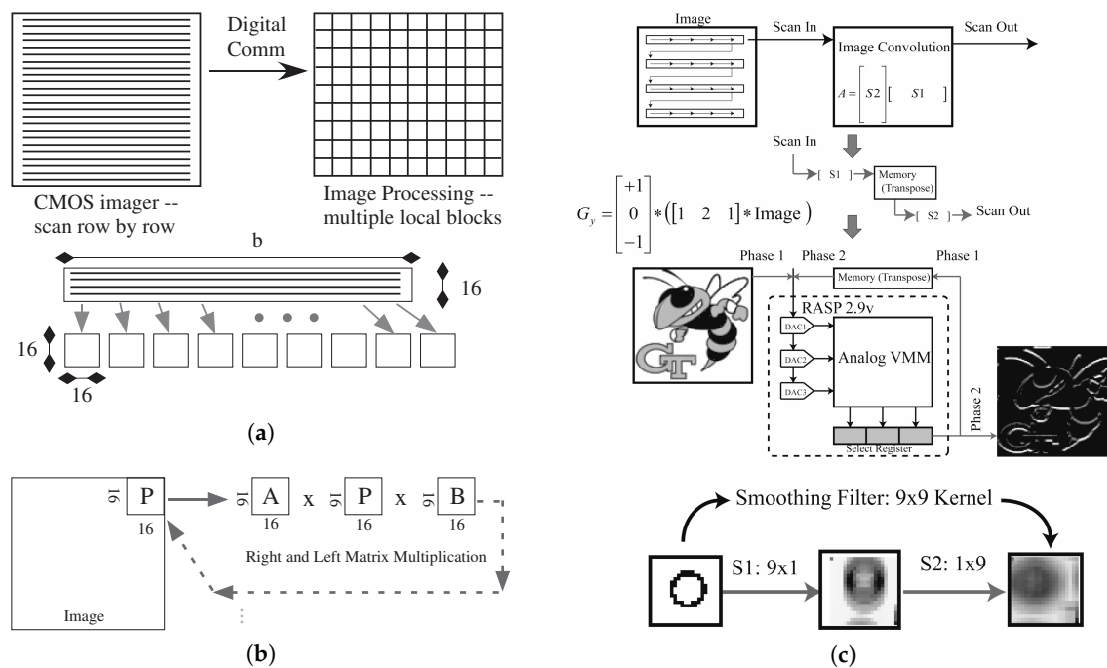 Digital
Comm
CMOS imager --
scan row by row
Image Processing --
multiple local blocks
b
16
16
16
(a)
P
16
16
A
16
16
x
P
16
16
x
B
16
16
Right and Left Matrix Multiplication
Image
(b)
Image
Scan In
Image Convolution
A = [S2] [ S1 ]
Scan Out
Scan In
[ S1 ]
Memory
(Transpose)
[ S2 ]
Scan Out
G_y = [+1 0 −1] * ([1 2 1] * Image)
Phase 1
Phase 2
Memory (Transpose)
Phase 1
RASP 2.9v
DAC1
DAC2
DAC3
Analog VMM
Select Register
Phase 2
GT
Smoothing Filter: 9x9 Kernel
S1: 9x1
S2: 1x9
(c)